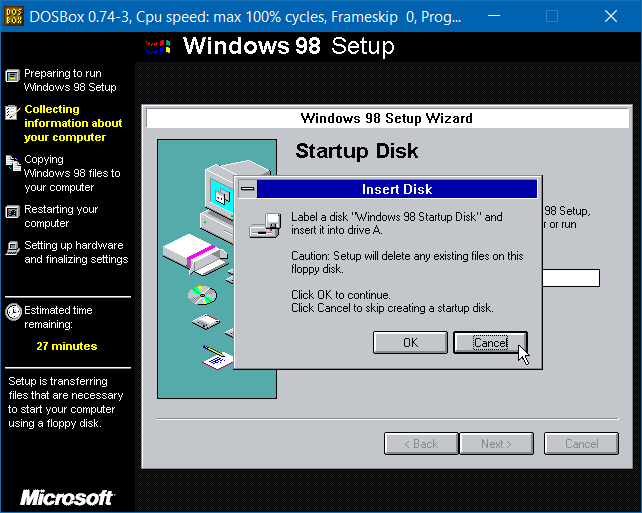 DOSBox 0.74-3, Cpu speed: max 100% cycles, Frameskip 0, Prog...
Windows 98 Setup
Preparing to run
Windows 98 Setup
Collecting
information about
your computer
Copying
Windows 98 files to
your computer
Restarting your
computer
Setting up hardware
and finalizing settings
Estimated time
remaining:
27 minutes
Setup is transferring
files that are necessary
to start your computer
using a floppy disk.
Microsoft
Windows 98 Setup Wizard
Startup Disk
98 Setup,
or run
Insert Disk
Label a disk "Windows 98 Startup Disk" and
insert it into drive A.
Caution: Setup will delete any existing files on this
floppy disk.
Click OK to continue.
Click Cancel to skip creating a startup disk.
OK
Cancel
< Back
Next >
Cancel